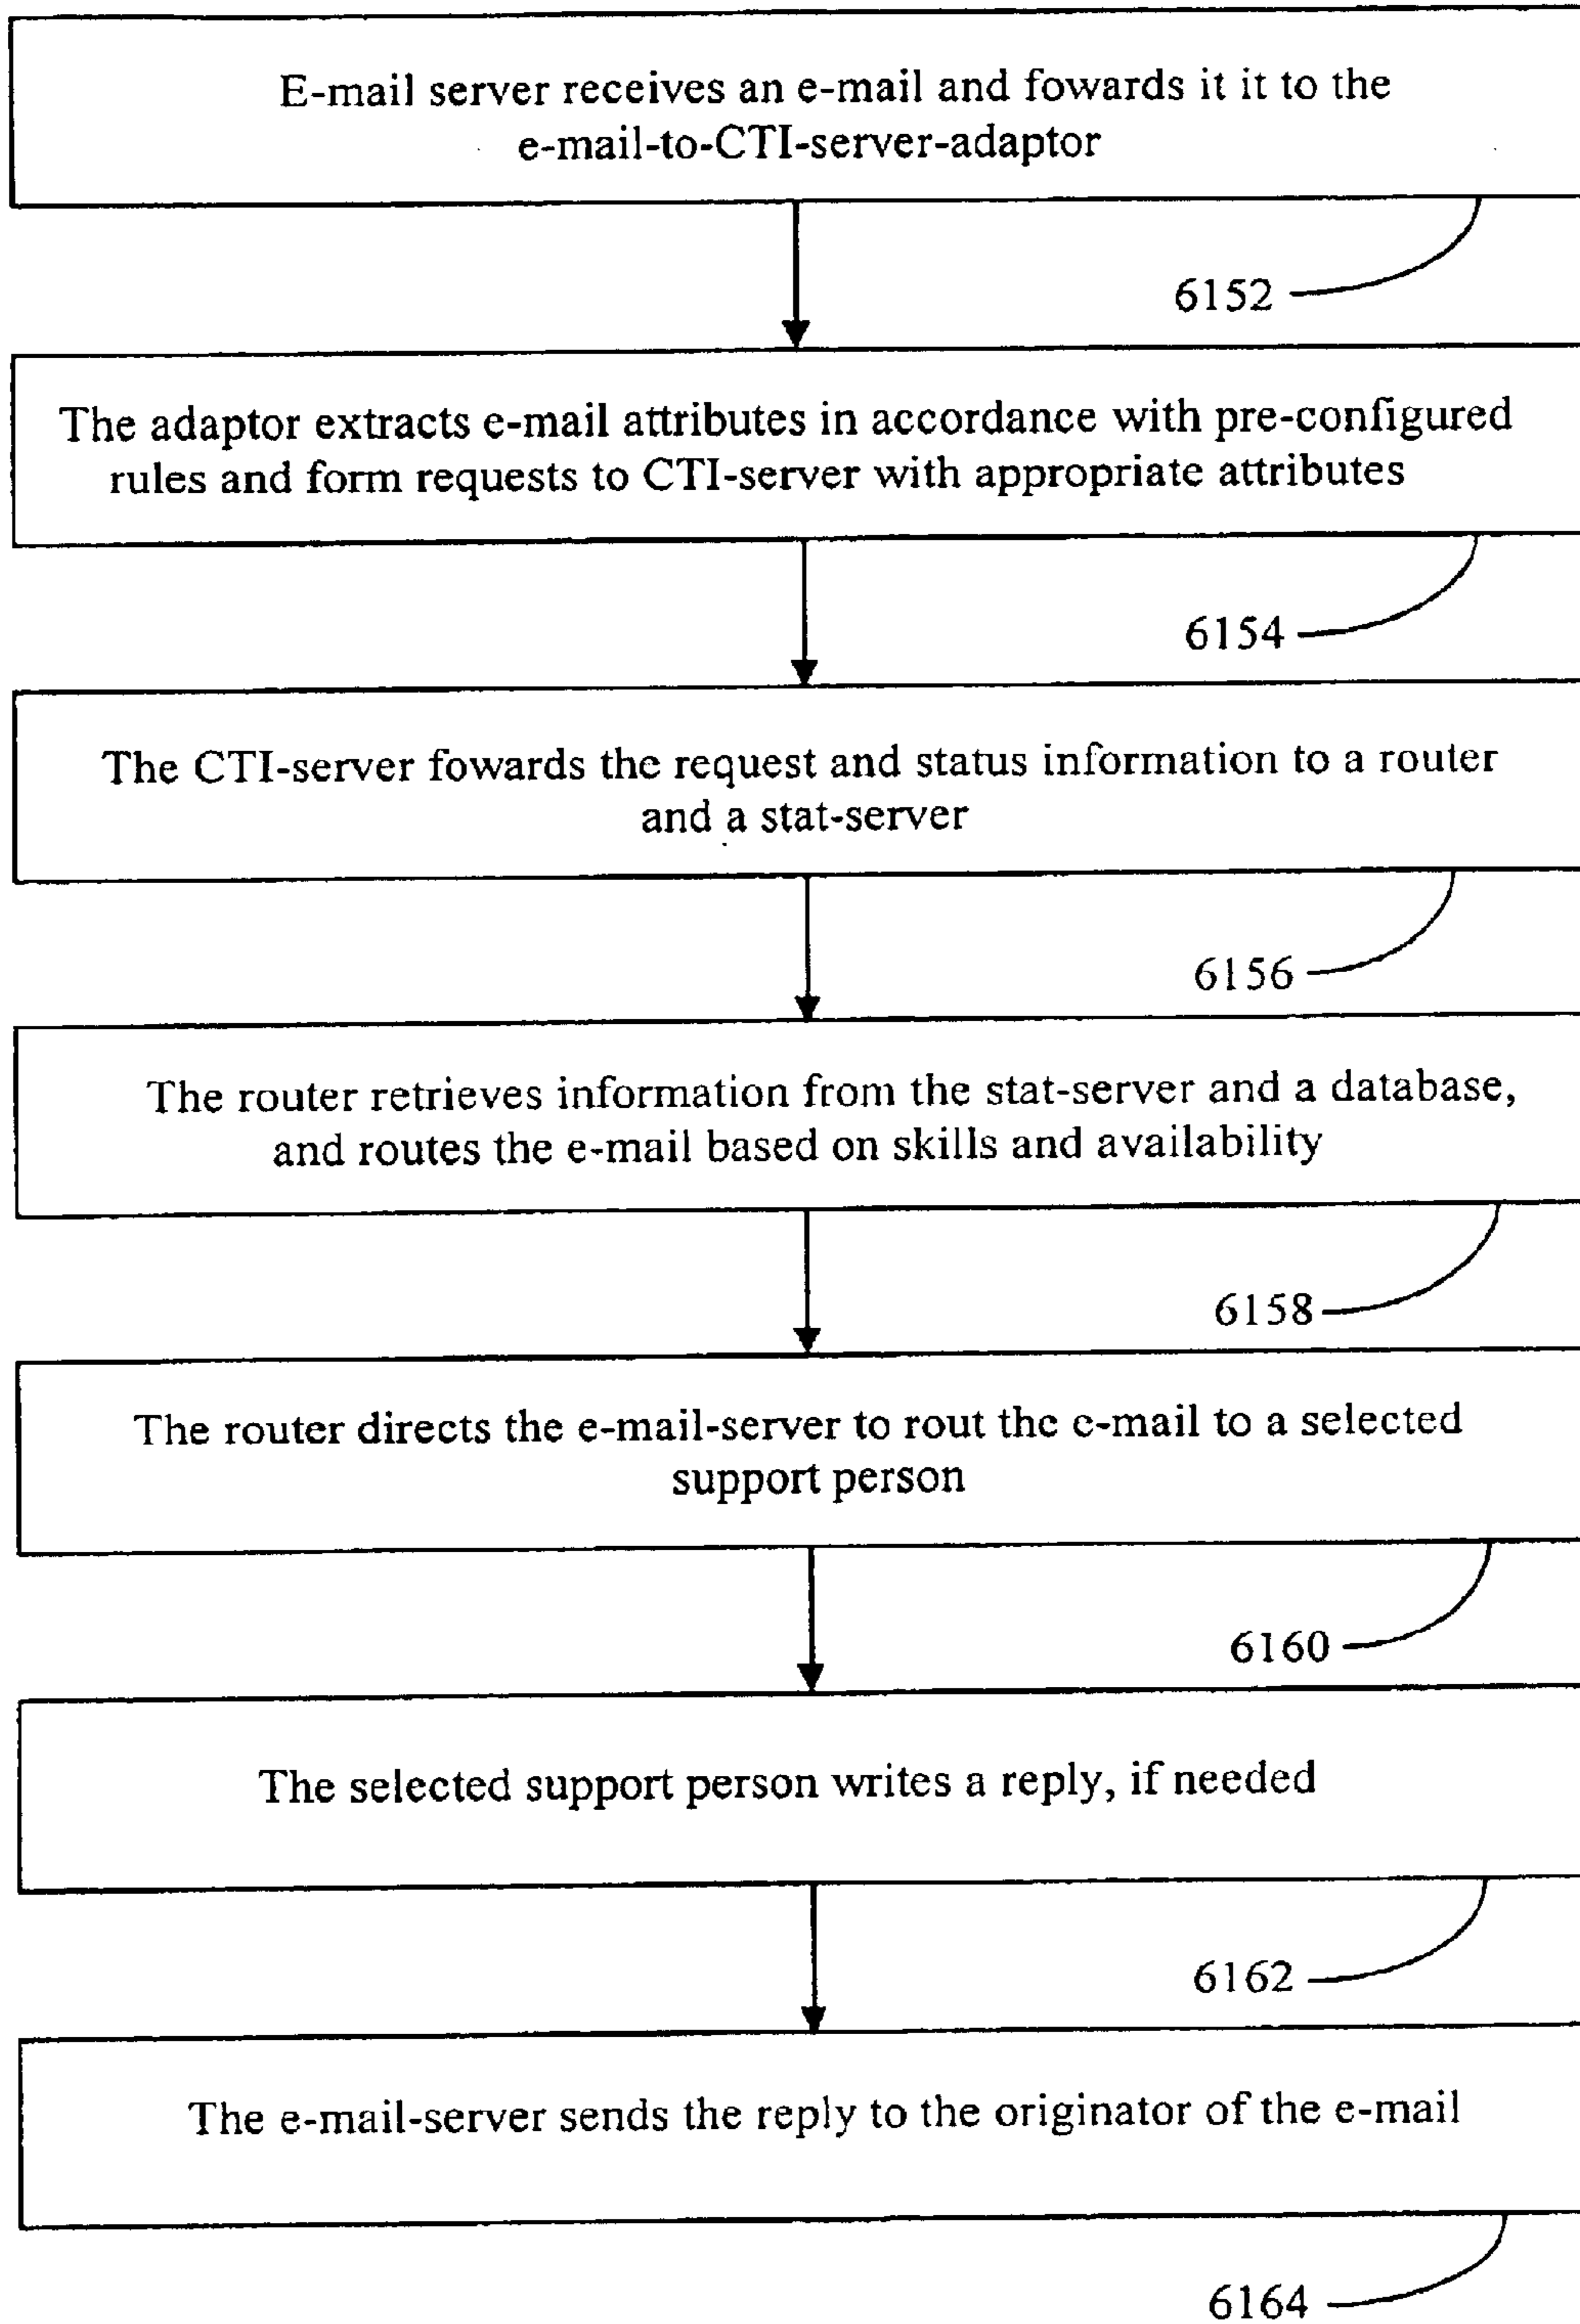 E-mail server receives an e-mail and fowards it it to the
e-mail-to-CTI-server-adaptor
6152
The adaptor extracts e-mail attributes in accordance with pre-configured
rules and form requests to CTI-server with appropriate attributes
6154
The CTI-server fowards the request and status information to a router
and a stat-server
6156
The router retrieves information from the stat-server and a database,
and routes the e-mail based on skills and availability
6158
The router directs the e-mail-server to rout the e-mail to a selected
support person
6160
The selected support person writes a reply, if needed
6162
The e-mail-server sends the reply to the originator of the e-mail
6164